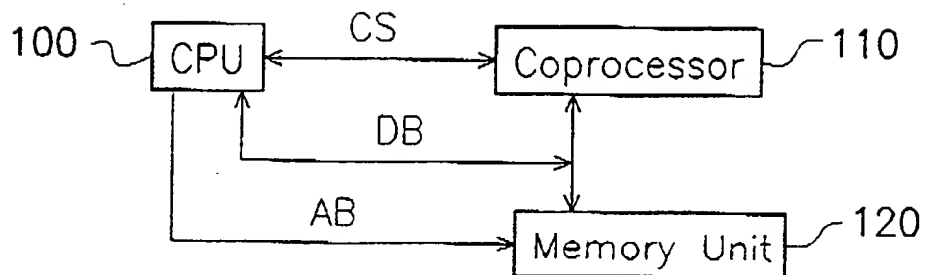 100
CPU
CS
Coprocessor
110
DB
AB
Memory Unit
120